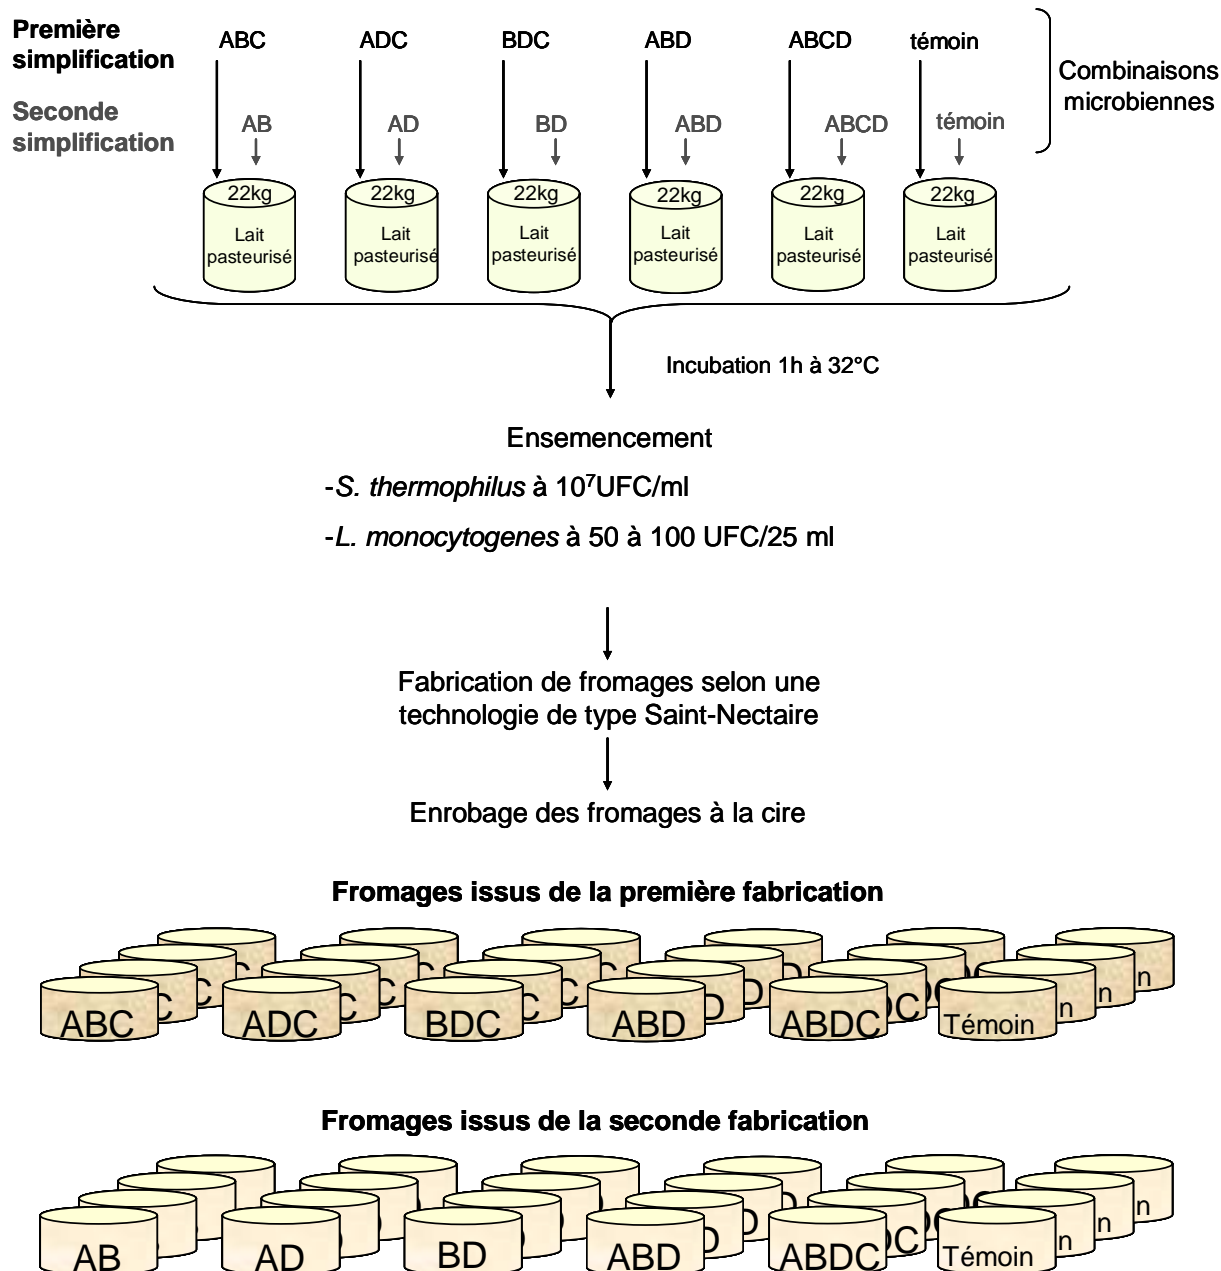 Première
simplification
ABC ADC BDC ABD ABCD témoin
Combinaisons
microbiennes
Seconde
simplification
AB AD BD ABD ABCD témoin
22kg 22kg 22kg 22kg 22kg 22kg
Lait Lait Lait Lait Lait Lait
pasteurisé pasteurisé pasteurisé pasteurisé pasteurisé pasteurisé
Incubation 1h à 32°C
Ensemencement
-S. thermophilus à 10⁷UFC/ml
-L. monocytogenes à 50 à 100 UFC/25 ml
Fabrication de fromages selon une
technologie de type Saint-Nectaire
Enrobage des fromages à la cire
Fromages issus de la première fabrication
ABC ADC BDC ABD ABDC Témoin
Fromages issus de la seconde fabrication
AB AD BD ABD ABDC Témoin